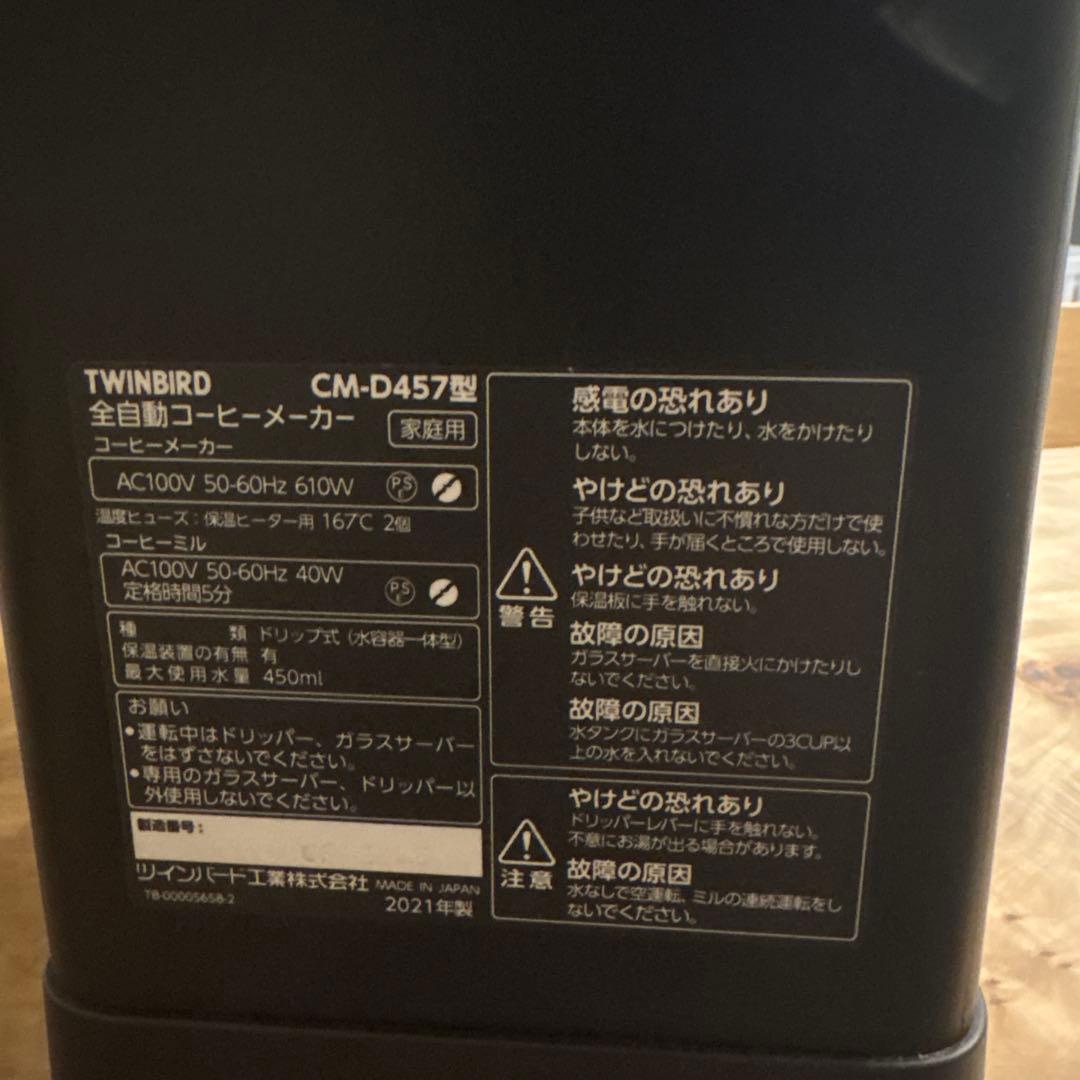 TWINBIRD CM-D457型
全自動コーヒーメーカー 家庭用
コーヒーメーカー
AC100V 50-60Hz 610W PS E
温度ヒューズ：保温ヒーター用 167℃ 2個
コーヒーミル
AC100V 50-60Hz 40W PS E
定格時間5分
種類 ドリップ式（水容器一体型）
保温装置の有無 有
最大使用水量 450ml
お願い
●運転中はドリッパー、ガラスサーバー
をはずさないでください。
●専用のガラスサーバー、ドリッパー以
外使用しないでください。
製造番号：
ツインバード工業株式会社 MADE IN JAPAN
TB-00005658-2 2021年製
警告
感電の恐れあり
本体を水につけたり、水をかけたり
しない。
やけどの恐れあり
子供など取扱いに不慣れな方だけで使
わせたり、手が届くところで使用しない。
やけどの恐れあり
保温板に手を触れない。
故障の原因
ガラスサーバーを直接火にかけたりし
ないでください。
故障の原因
水タンクにガラスサーバーの3CUP以
上の水を入れないでください。
注意
やけどの恐れあり
ドリッパーレバーに手を触れない。
不意にお湯が出る場合があります。
故障の原因
水なしで空運転、ミルの連続運転をし
ないでください。